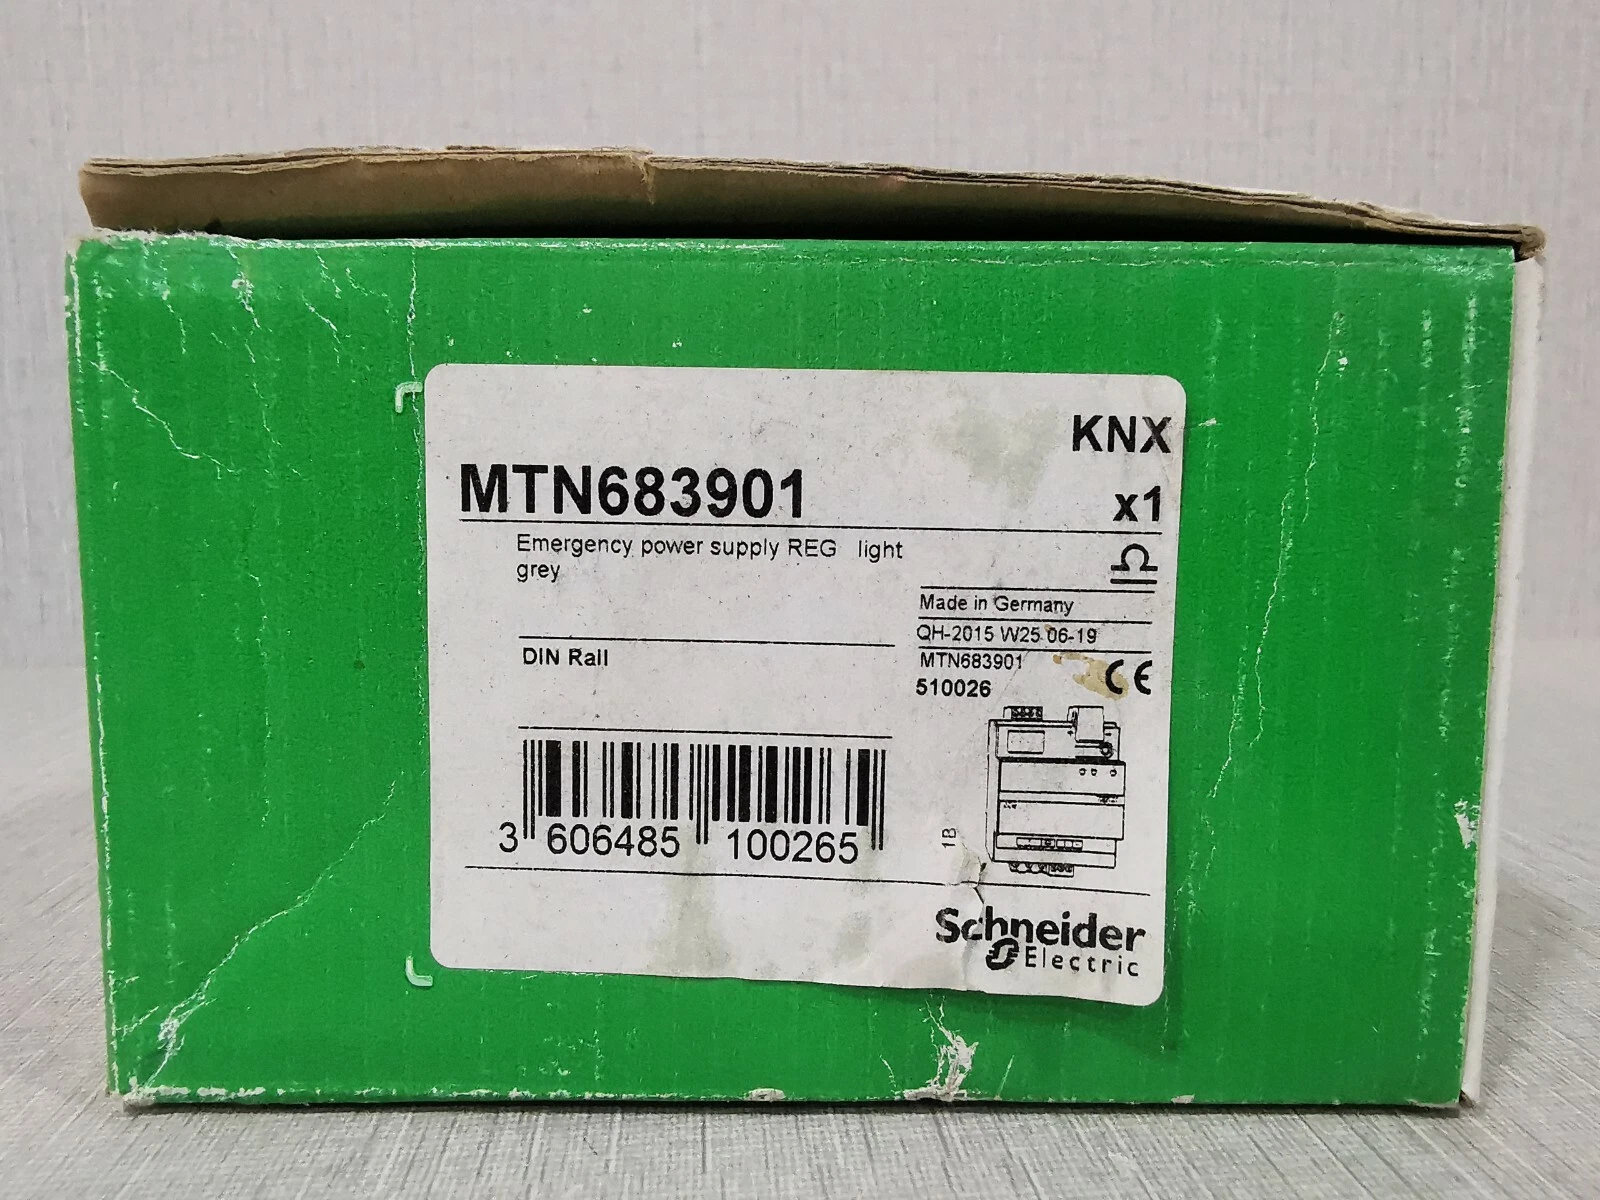 KNX
MTN683901
x1
Emergency power supply REG light
grey
Made in Germany
QH-2015 W25 06-19
DIN Rail
MTN683901
CE
510026
1B
3 606485 100265
Schneider
Electric